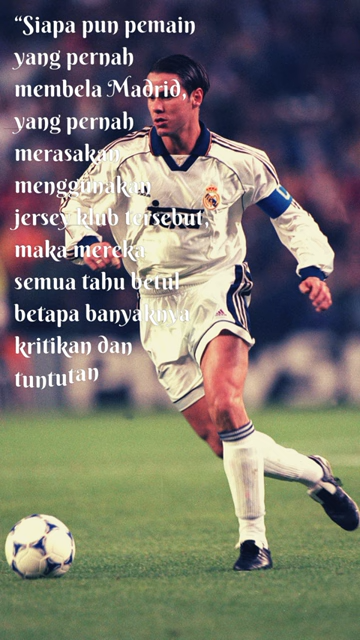 “Siapa pun pemain
yang pernah
membela Madrid,
yang pernah
merasakan
menggunakan
jersey klub tersebut,
maka mereka
semua tahu betul
betapa banyaknya
kritikan dan
tuntutan